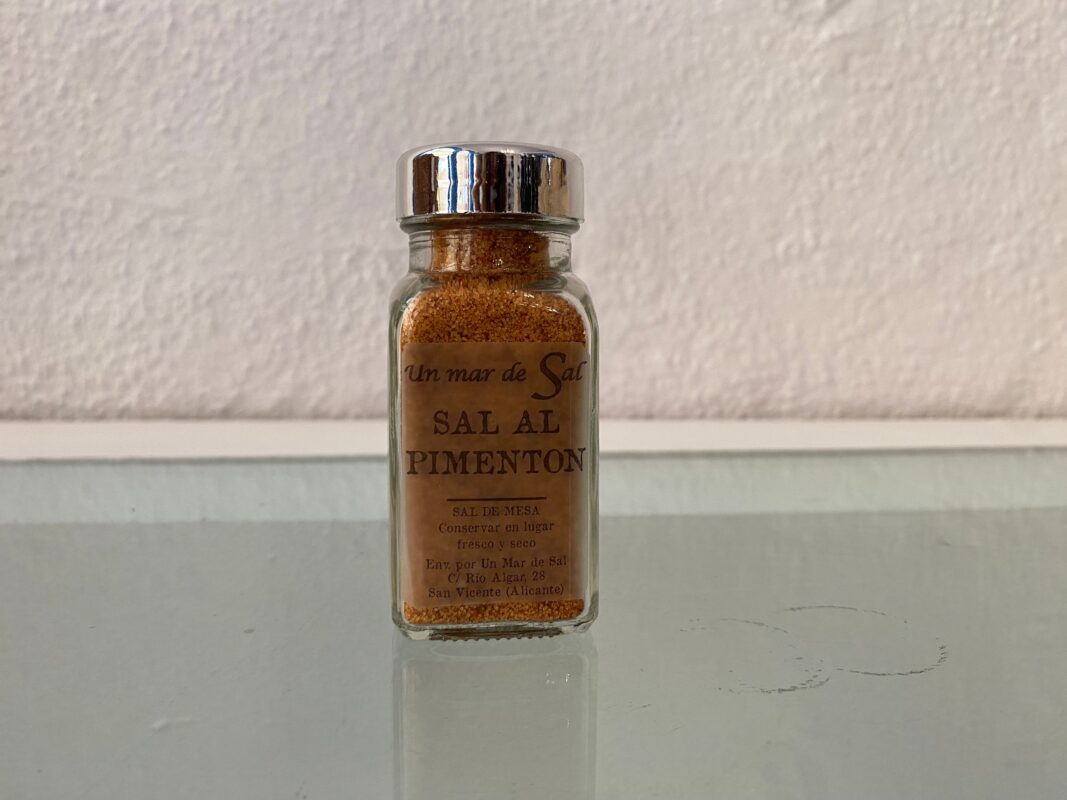 Un mar de Sal
SAL AL
PIMENTON
SAL DE MESA
Conservar en lugar
fresco y seco
Env. por Un Mar de Sal
C/ Rio Algar, 28
San Vicente (Alicante)